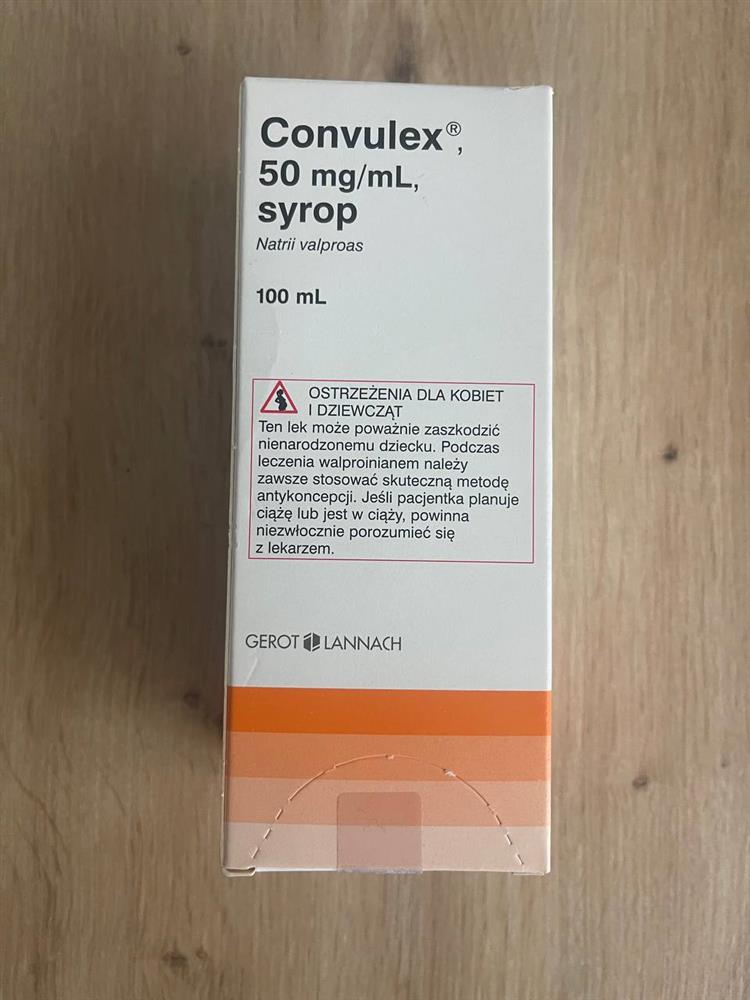 Convulex®,
50 mg/mL,
syrop
Natrii valproas
100 mL
OSTRZEŻENIA DLA KOBIET
I DZIEWCZĄT
Ten lek może poważnie zaszkodzić
nienarodzonemu dziecku. Podczas
leczenia walproinianem należy
zawsze stosować skuteczną metodę
antykoncepcji. Jeśli pacjentka planuje
ciążę lub jest w ciąży, powinna
niezwłocznie porozumieć się
z lekarzem.
GEROT LANNACH